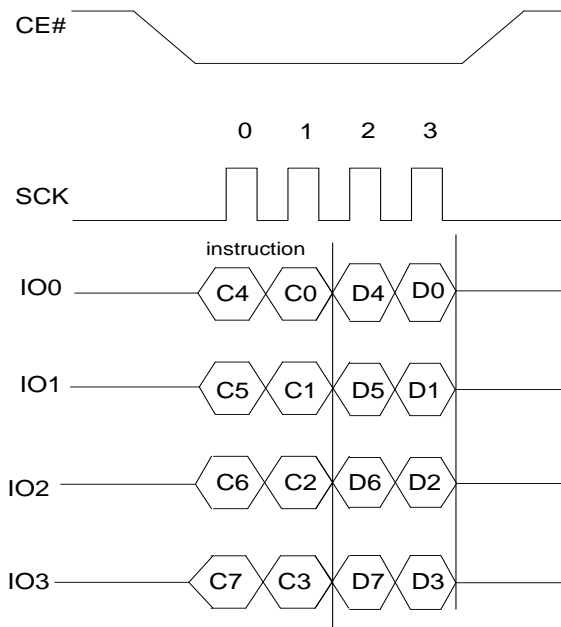 CE#
0 1 2 3
SCK
instruction
IO0 C4 C0 D4 D0
IO1 C5 C1 D5 D1
IO2 C6 C2 D6 D2
IO3 C7 C3 D7 D3